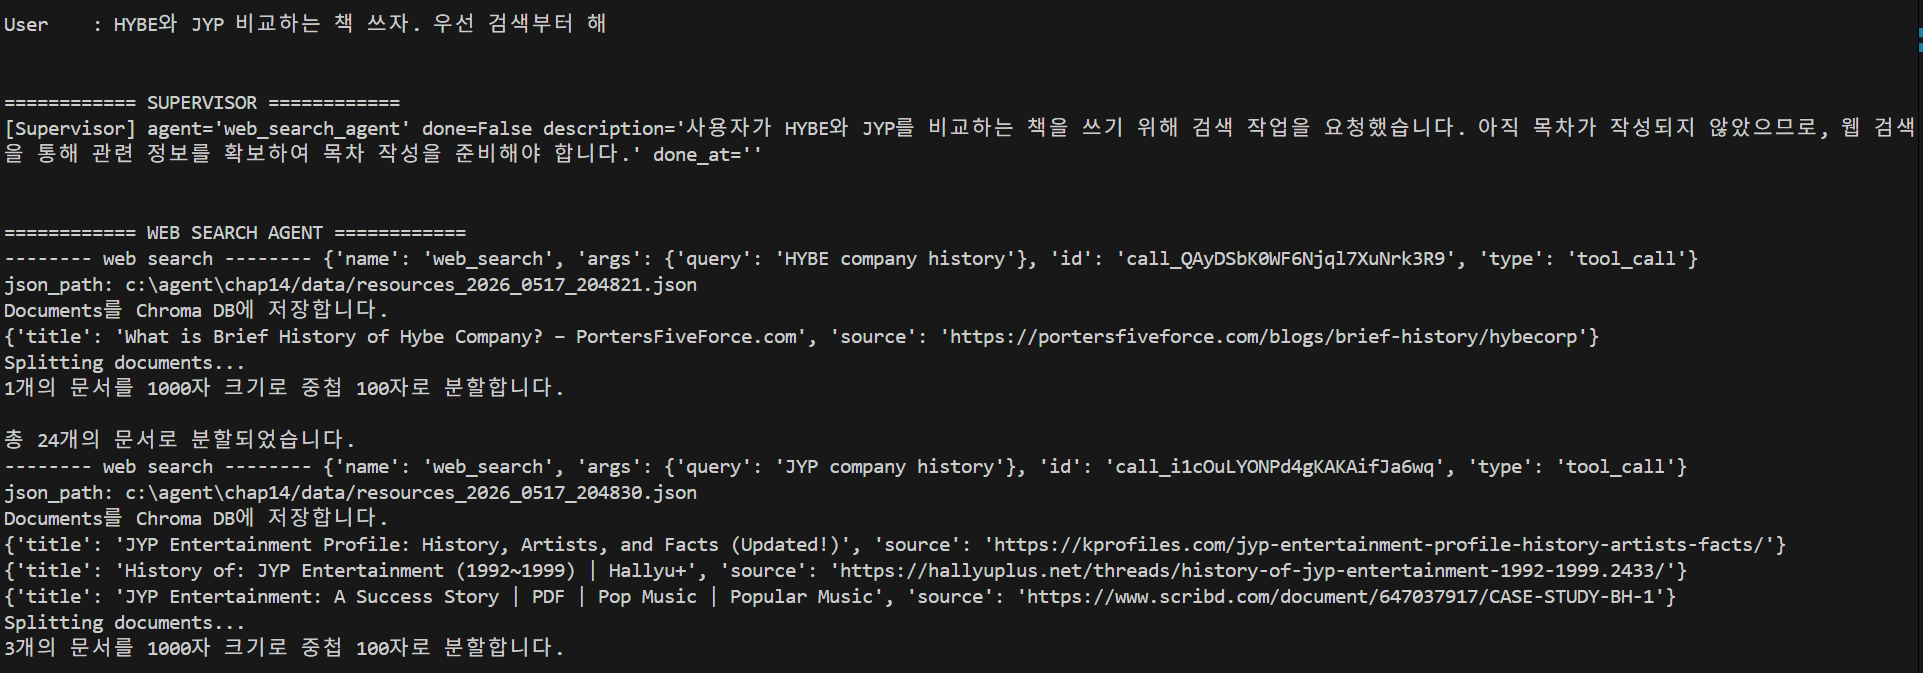 User    : HYBE와 JYP 비교하는 책 쓰자. 우선 검색부터 해
============ SUPERVISOR ============
[Supervisor] agent='web_search_agent' done=False description='사용자가 HYBE와 JYP를 비교하는 책을 쓰기 위해 검색 작업을 요청했습니다. 아직 목차가 작성되지 않았으므로, 웹 검색
을 통해 관련 정보를 확보하여 목차 작성을 준비해야 합니다.' done_at=''
============ WEB SEARCH AGENT ============
-------- web search -------- {'name': 'web_search', 'args': {'query': 'HYBE company history'}, 'id': 'call_QAyDSbK0WF6Njql7XuNrk3R9', 'type': 'tool_call'}
json_path: c:\agent\chap14/data/resources_2026_0517_204821.json
Documents를 Chroma DB에 저장합니다.
{'title': 'What is Brief History of Hybe Company? – PortersFiveForce.com', 'source': 'https://portersfiveforce.com/blogs/brief-history/hybecorp'}
Splitting documents...
1개의 문서를 1000자 크기로 중첩 100자로 분할합니다.
총 24개의 문서로 분할되었습니다.
-------- web search -------- {'name': 'web_search', 'args': {'query': 'JYP company history'}, 'id': 'call_i1cOuLYONPd4gKAKAifJa6wq', 'type': 'tool_call'}
json_path: c:\agent\chap14/data/resources_2026_0517_204830.json
Documents를 Chroma DB에 저장합니다.
{'title': 'JYP Entertainment Profile: History, Artists, and Facts (Updated!)', 'source': 'https://kprofiles.com/jyp-entertainment-profile-history-artists-facts/'}
{'title': 'History of: JYP Entertainment (1992~1999) | Hallyu+', 'source': 'https://hallyuplus.net/threads/history-of-jyp-entertainment-1992-1999.2433/'}
{'title': 'JYP Entertainment: A Success Story | PDF | Pop Music | Popular Music', 'source': 'https://www.scribd.com/document/647037917/CASE-STUDY-BH-1'}
Splitting documents...
3개의 문서를 1000자 크기로 중첩 100자로 분할합니다.